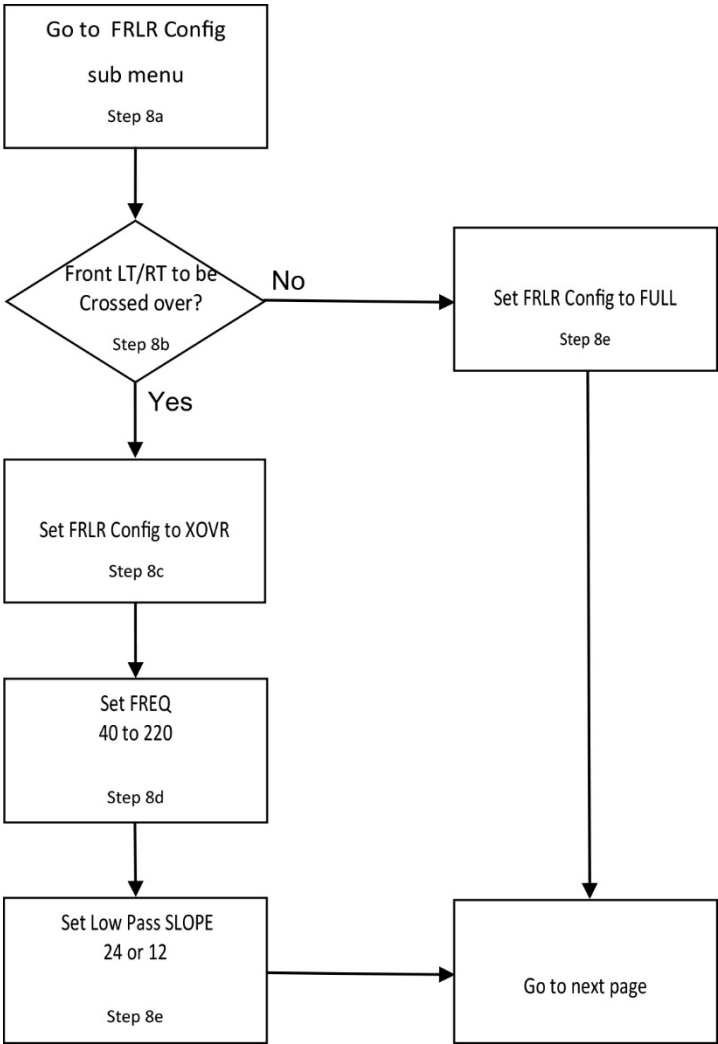 Go to FRLR Config
sub menu
Step 8a
Front LT/RT to be
Crossed over?
Step 8b
No
Set FRLR Config to FULL
Step 8e
Yes
Set FRLR Config to XOVR
Step 8c
Set FREQ
40 to 220
Step 8d
Set Low Pass SLOPE
24 or 12
Step 8e
Go to next page